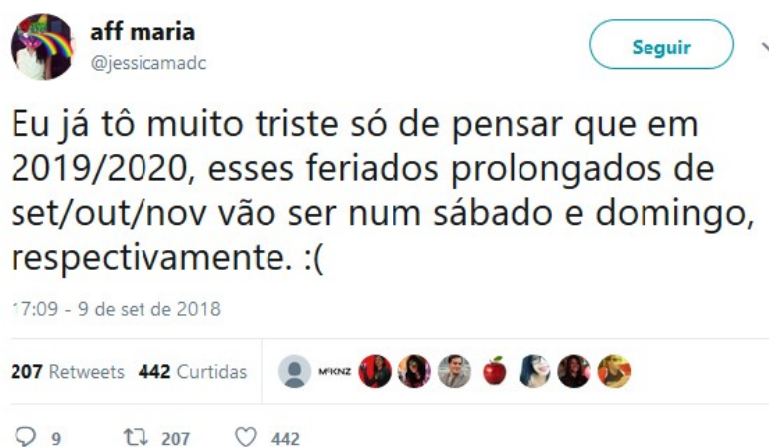 aff maria
@jessicamadc
Seguir
Eu já tô muito triste só de pensar que em
2019/2020, esses feriados prolongados de
set/out/nov vão ser num sábado e domingo,
respectivamente. :(
17:09 - 9 de set de 2018
207 Retweets 442 Curtidas
9 207 442